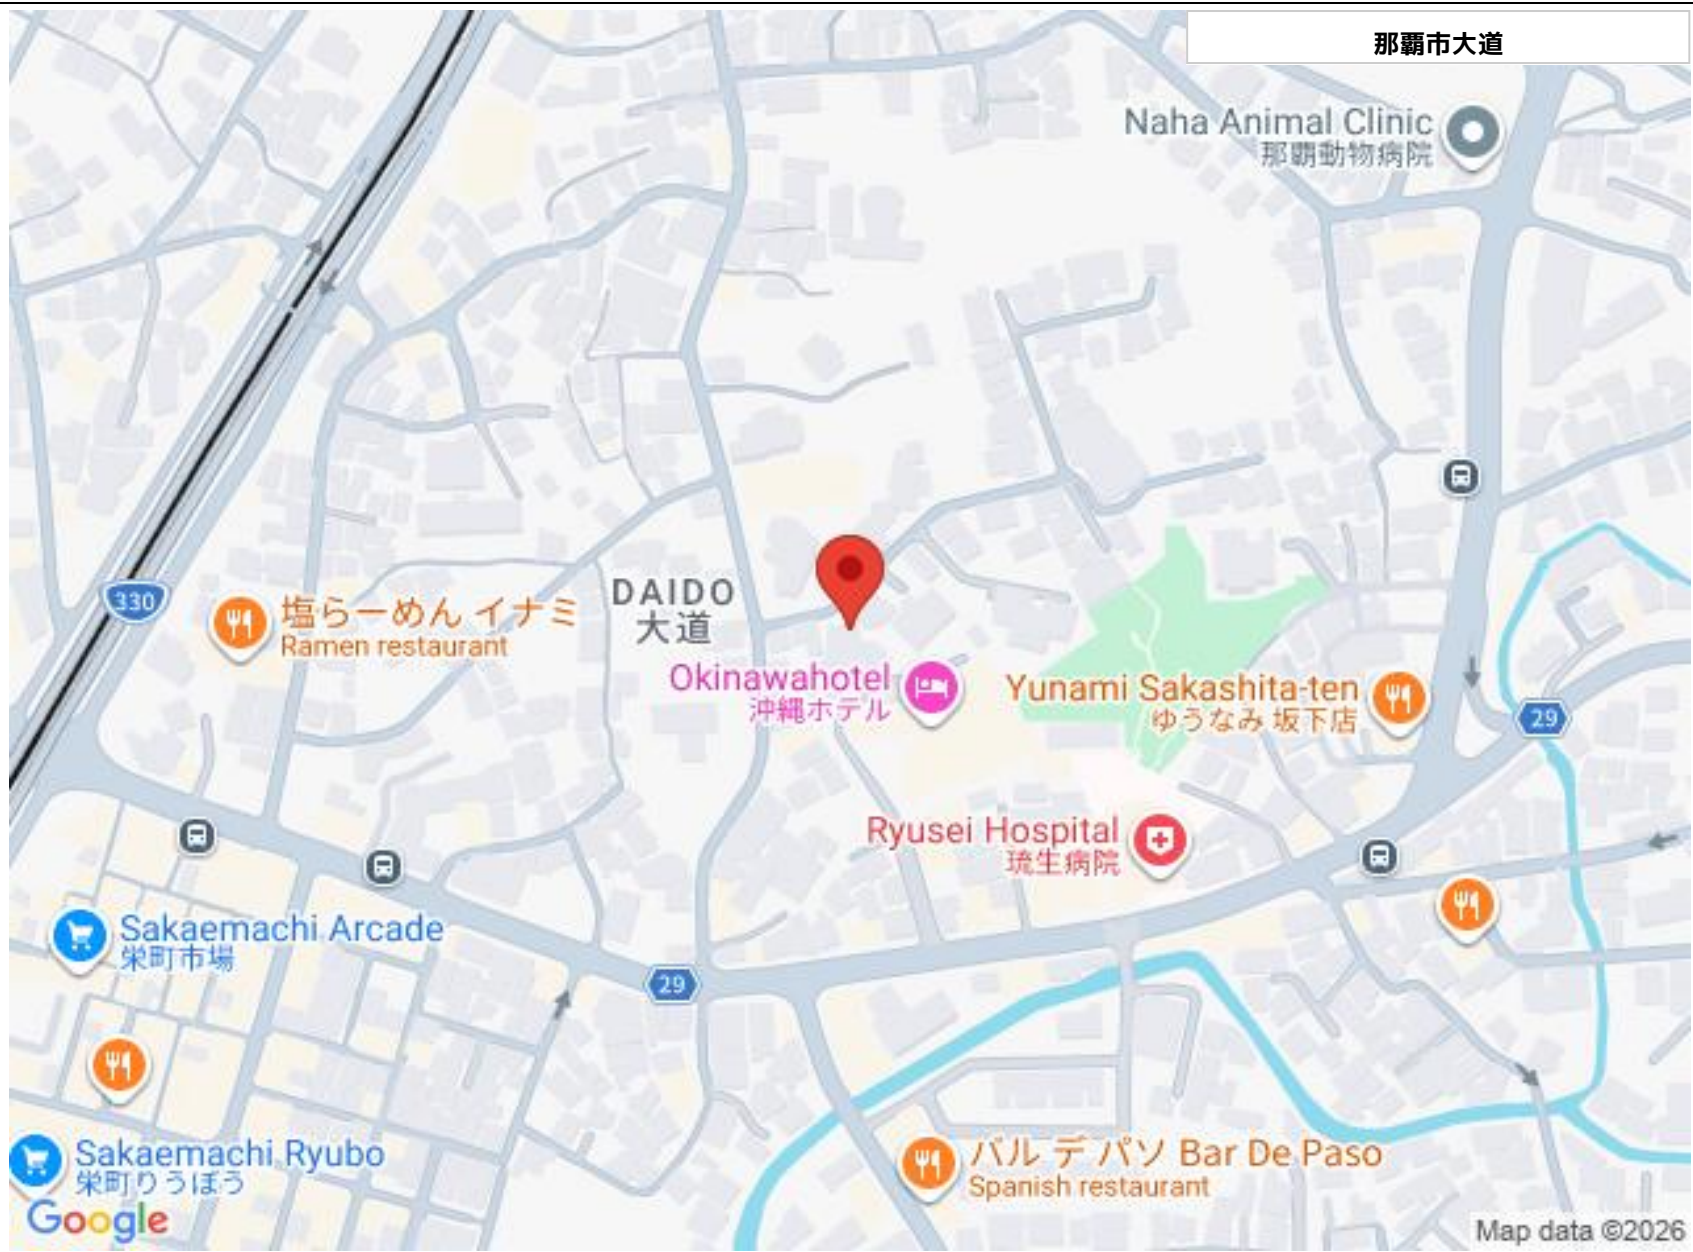 那覇市大道
Naha Animal Clinic
那覇動物病院
330
塩らーめん イナミ
Ramen restaurant
DAIDO
大道
Okinawahotel
沖縄ホテル
Yunami Sakashita-ten
ゆうなみ 坂下店
29
Ryusei Hospital
琉生病院
Sakaemachi Arcade
栄町市場
29
バル デ パソ Bar De Paso
Spanish restaurant
Sakaemachi Ryubo
栄町りうぼう
Google
Map data ©2026